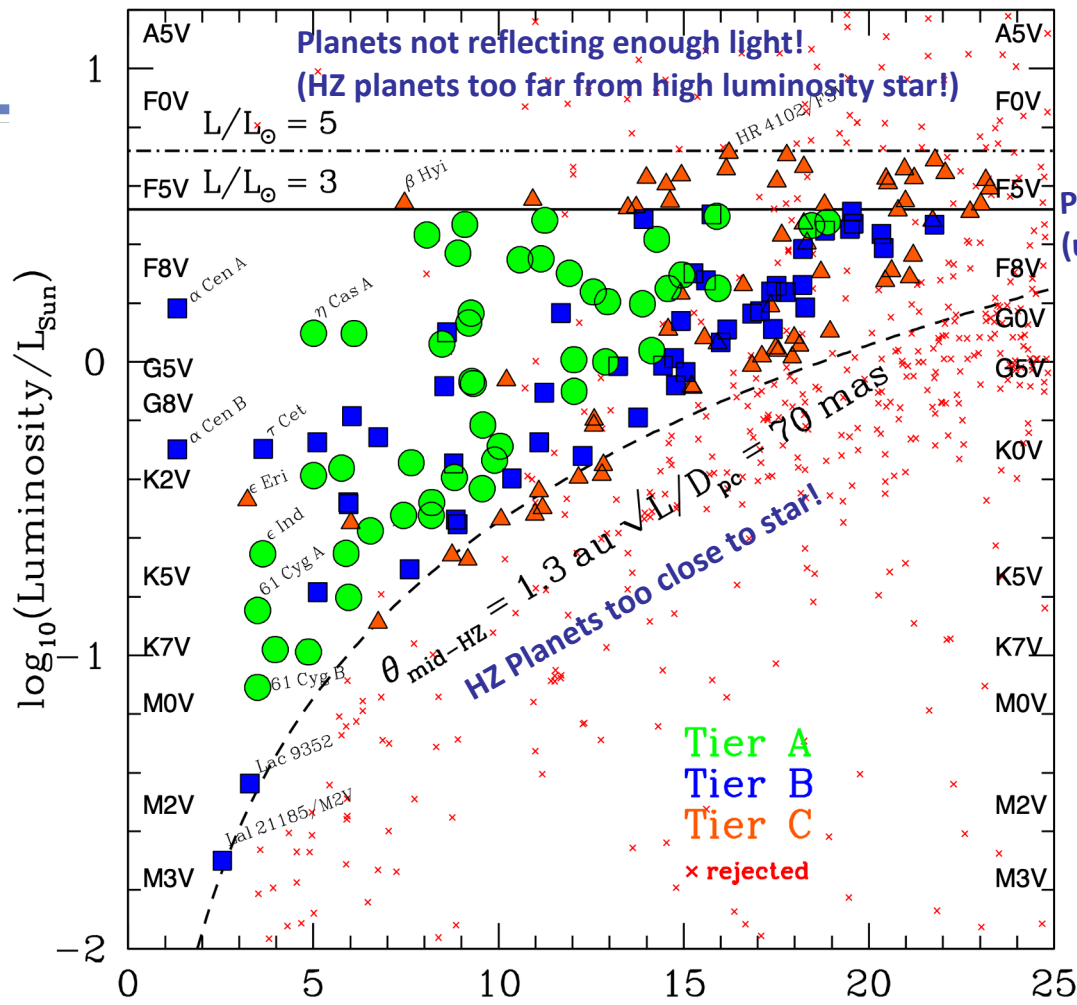 Planets not reflecting enough light!
(HZ planets too far from high luminosity star!)
A5V
A5V
1
F0V
F0V
L/L☉ = 5
HR 4102/F3
F5V
F5V
L/L☉ = 3
β Hyi
P
(u
F8V
F8V
α Cen A
η Cas A
G0V
0
G5V
G5V
G8V
α Cen B
τ Cet
K0V
K2V
ϵ Eri
ϵ Ind
θmid−HZ = 1.3 au √L/Dpc = 70 mas
HZ Planets too close to star!
K5V
K5V
61 Cyg A
−1
K7V
K7V
61 Cyg B
M0V
M0V
Lac 9352
Tier A
Tier B
Tier C
× rejected
M2V
M2V
Lal 21185/M2V
M3V
M3V
−2
0 5 10 15 20 25
log10(Luminosity/LSun)